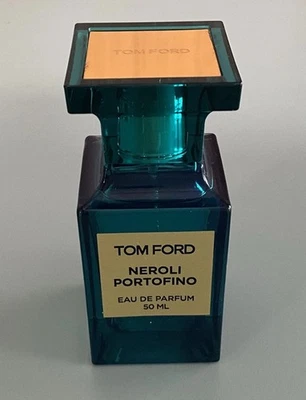 TOM FORD
TOM FORD
NEROLI
PORTOFINO
EAU DE PARFUM
50 ML